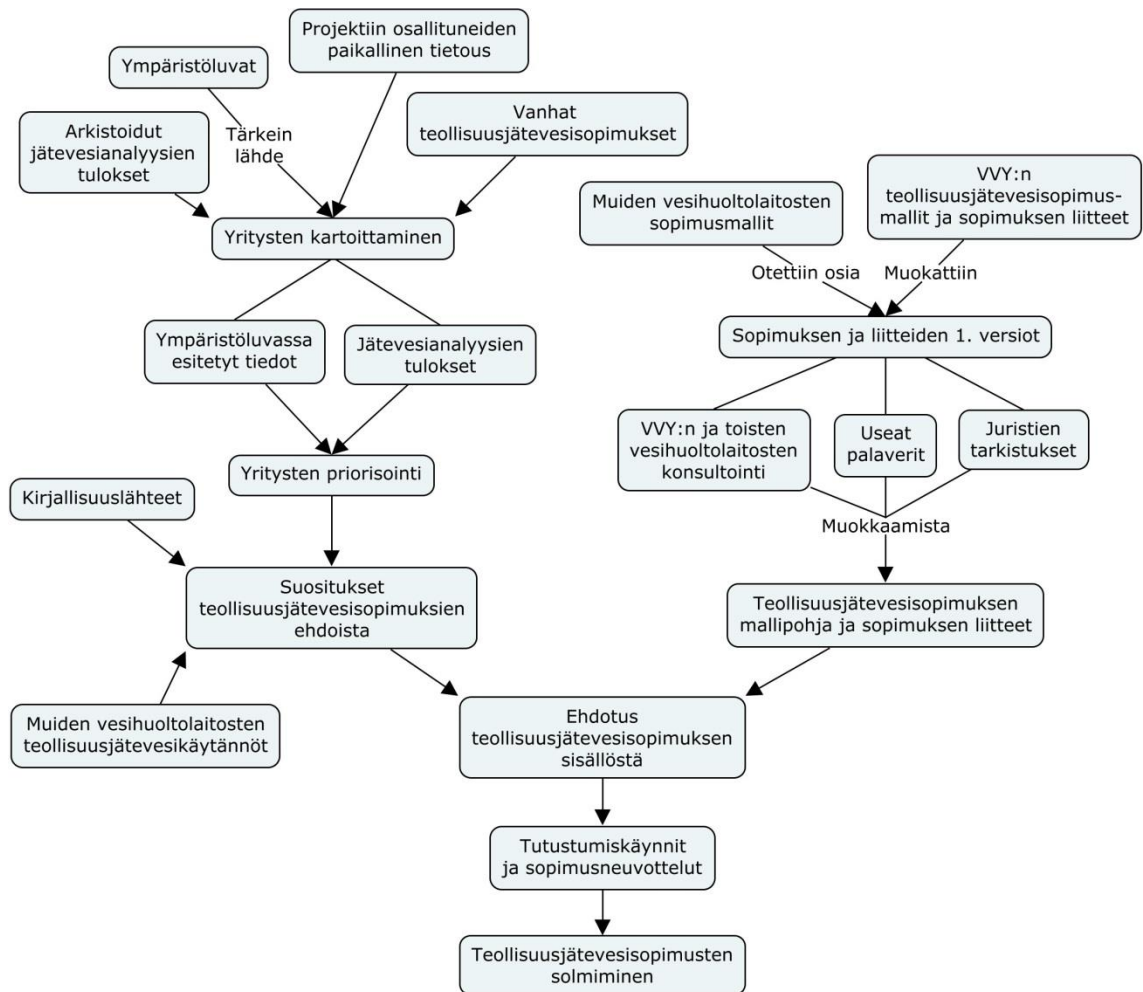 Projektiin osallituneiden
paikallinen tietous
Ympäristöluvat
Vanhat
teollisuusjätevesisopimukset
Arkistoidut
jätevesianalyysien
tulokset
Tärkein
lähde
Yritysten kartoittaminen
Muiden vesihuoltolaitosten
sopimusmallit
VVY:n
teollisuusjätevesisopimus-
mallit ja sopimuksen liitteet
Otettiin osia
Muokattiin
Ympäristöluvassa
esitetyt tiedot
Jätevesianalyysien
tulokset
Sopimuksen ja liitteiden 1. versiot
VVY:n ja toisten
vesihuoltolaitosten
konsultointi
Useat
palaverit
Juristien
tarkistukset
Yritysten priorisointi
Kirjallisuuslähteet
Muokkaamista
Suositukset
teollisuusjätevesisopimuksien
ehdoista
Teollisuusjätevesisopimuksen
mallipohja ja sopimuksen liitteet
Muiden vesihuoltolaitosten
teollisuusjätevesikäytännöt
Ehdotus
teollisuusjätevesisopimuksen
sisällöstä
Tutustumiskäynnit
ja sopimusneuvottelut
Teollisuusjätevesisopimusten
solmiminen